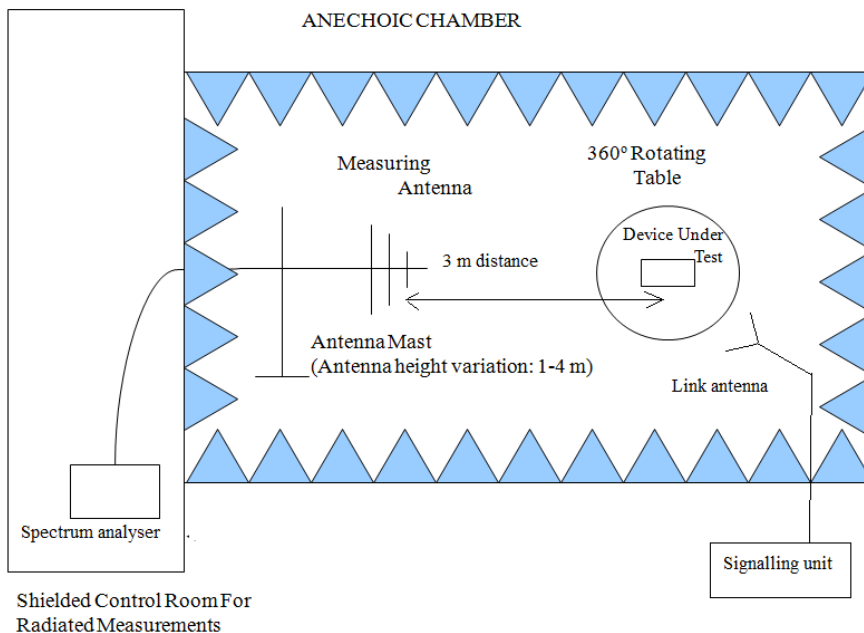 ANECHOIC CHAMBER
Measuring
Antenna
360º Rotating
Table
Device Under
Test
3 m distance
Antenna Mast
(Antenna height variation: 1-4 m)
Link antenna
Spectrum analyser
Signalling unit
Shielded Control Room For
Radiated Measurements